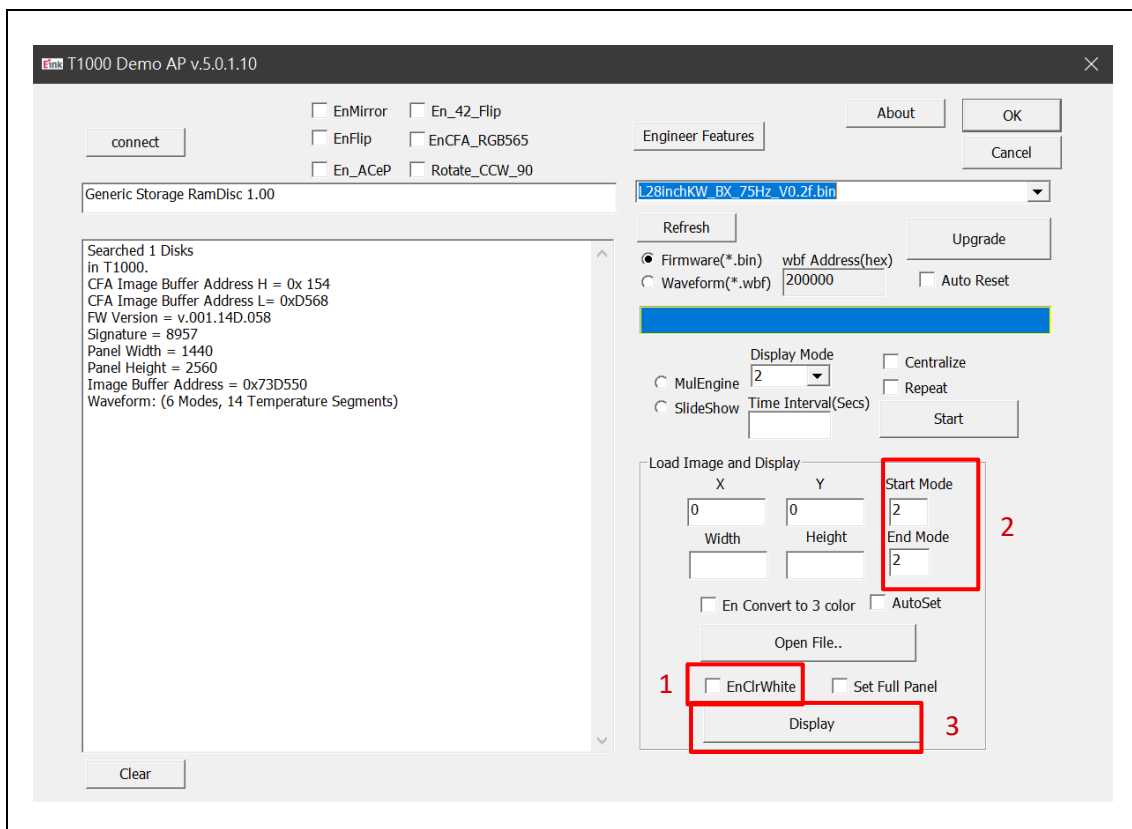 Eink T1000 Demo AP v.5.0.1.10
connect
EnMirror
En_42_Flip
EnFlip
EnCFA_RGB565
En_ACeP
Rotate_CCW_90
Engineer Features
About
OK
Cancel
Generic Storage RamDisc 1.00
L28inchKW_BX_75Hz_V0.2f.bin
Refresh
Upgrade
Firmware(*.bin)
wbf Address(hex)
Waveform(*.wbf)
200000
Auto Reset
Searched 1 Disks
in T1000.
CFA Image Buffer Address H = 0x 154
CFA Image Buffer Address L= 0xD568
FW Version = v.001.14D.058
Signature = 8957
Panel Width = 1440
Panel Height = 2560
Image Buffer Address = 0x73D550
Waveform: (6 Modes, 14 Temperature Segments)
Display Mode
MulEngine
2
Centralize
Repeat
SlideShow
Time Interval(Secs)
Start
Load Image and Display
X
Y
Start Mode
0
0
2
2
Width
Height
End Mode
2
En Convert to 3 color
AutoSet
Open File..
1
EnClrWhite
Set Full Panel
Display
3
Clear